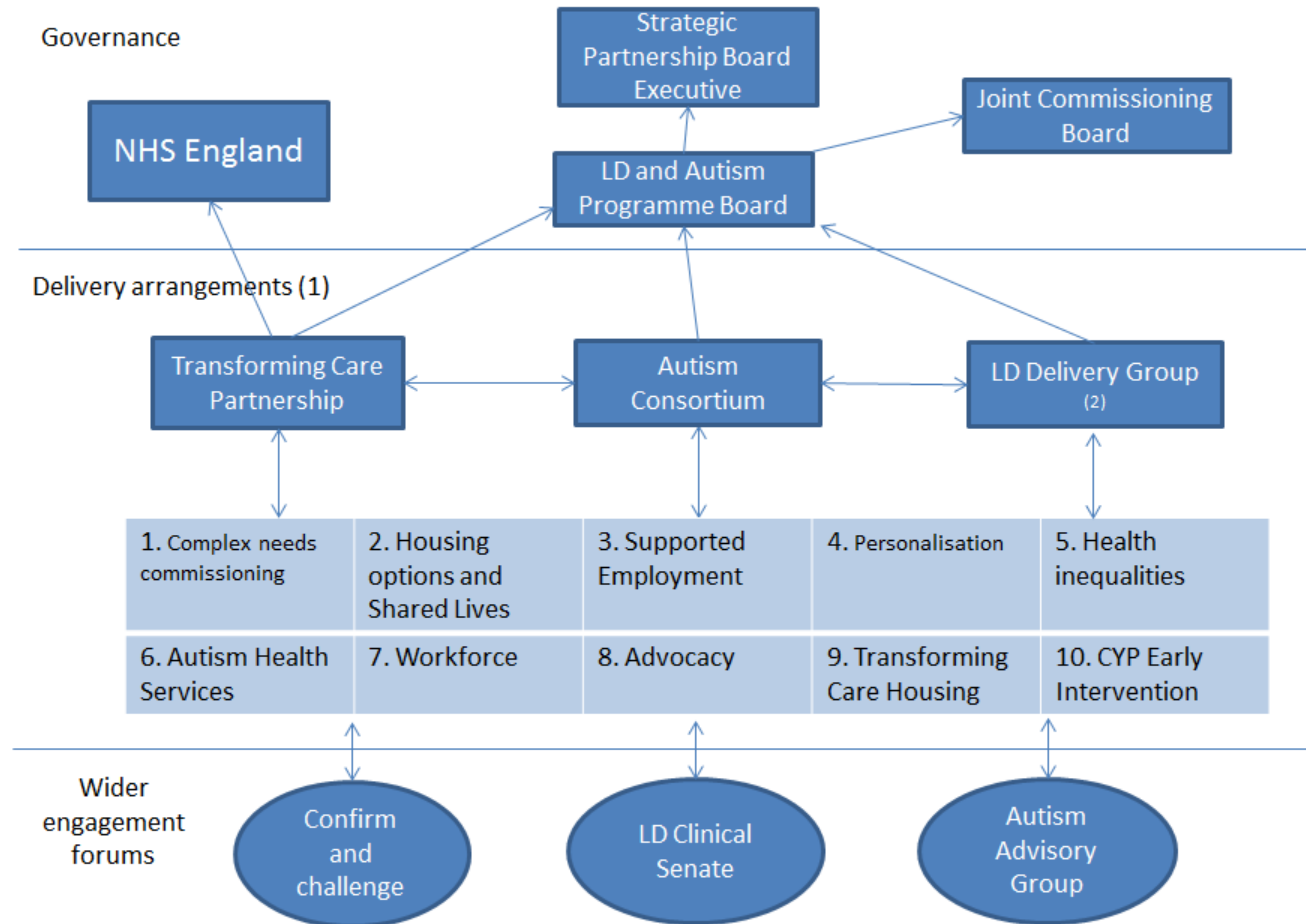 Governance
Strategic
Partnership Board
Executive
Joint Commissioning
Board
NHS England
LD and Autism
Programme Board
Delivery arrangements (1)
Transforming Care
Partnership
Autism
Consortium
LD Delivery Group
(2)
1. Complex needs
commissioning
2. Housing
options and
Shared Lives
3. Supported
Employment
4. Personalisation
5. Health
inequalities
6. Autism Health
Services
7. Workforce
8. Advocacy
9. Transforming
Care Housing
10. CYP Early
Intervention
Wider
engagement
forums
Confirm
and
challenge
LD Clinical
Senate
Autism
Advisory
Group